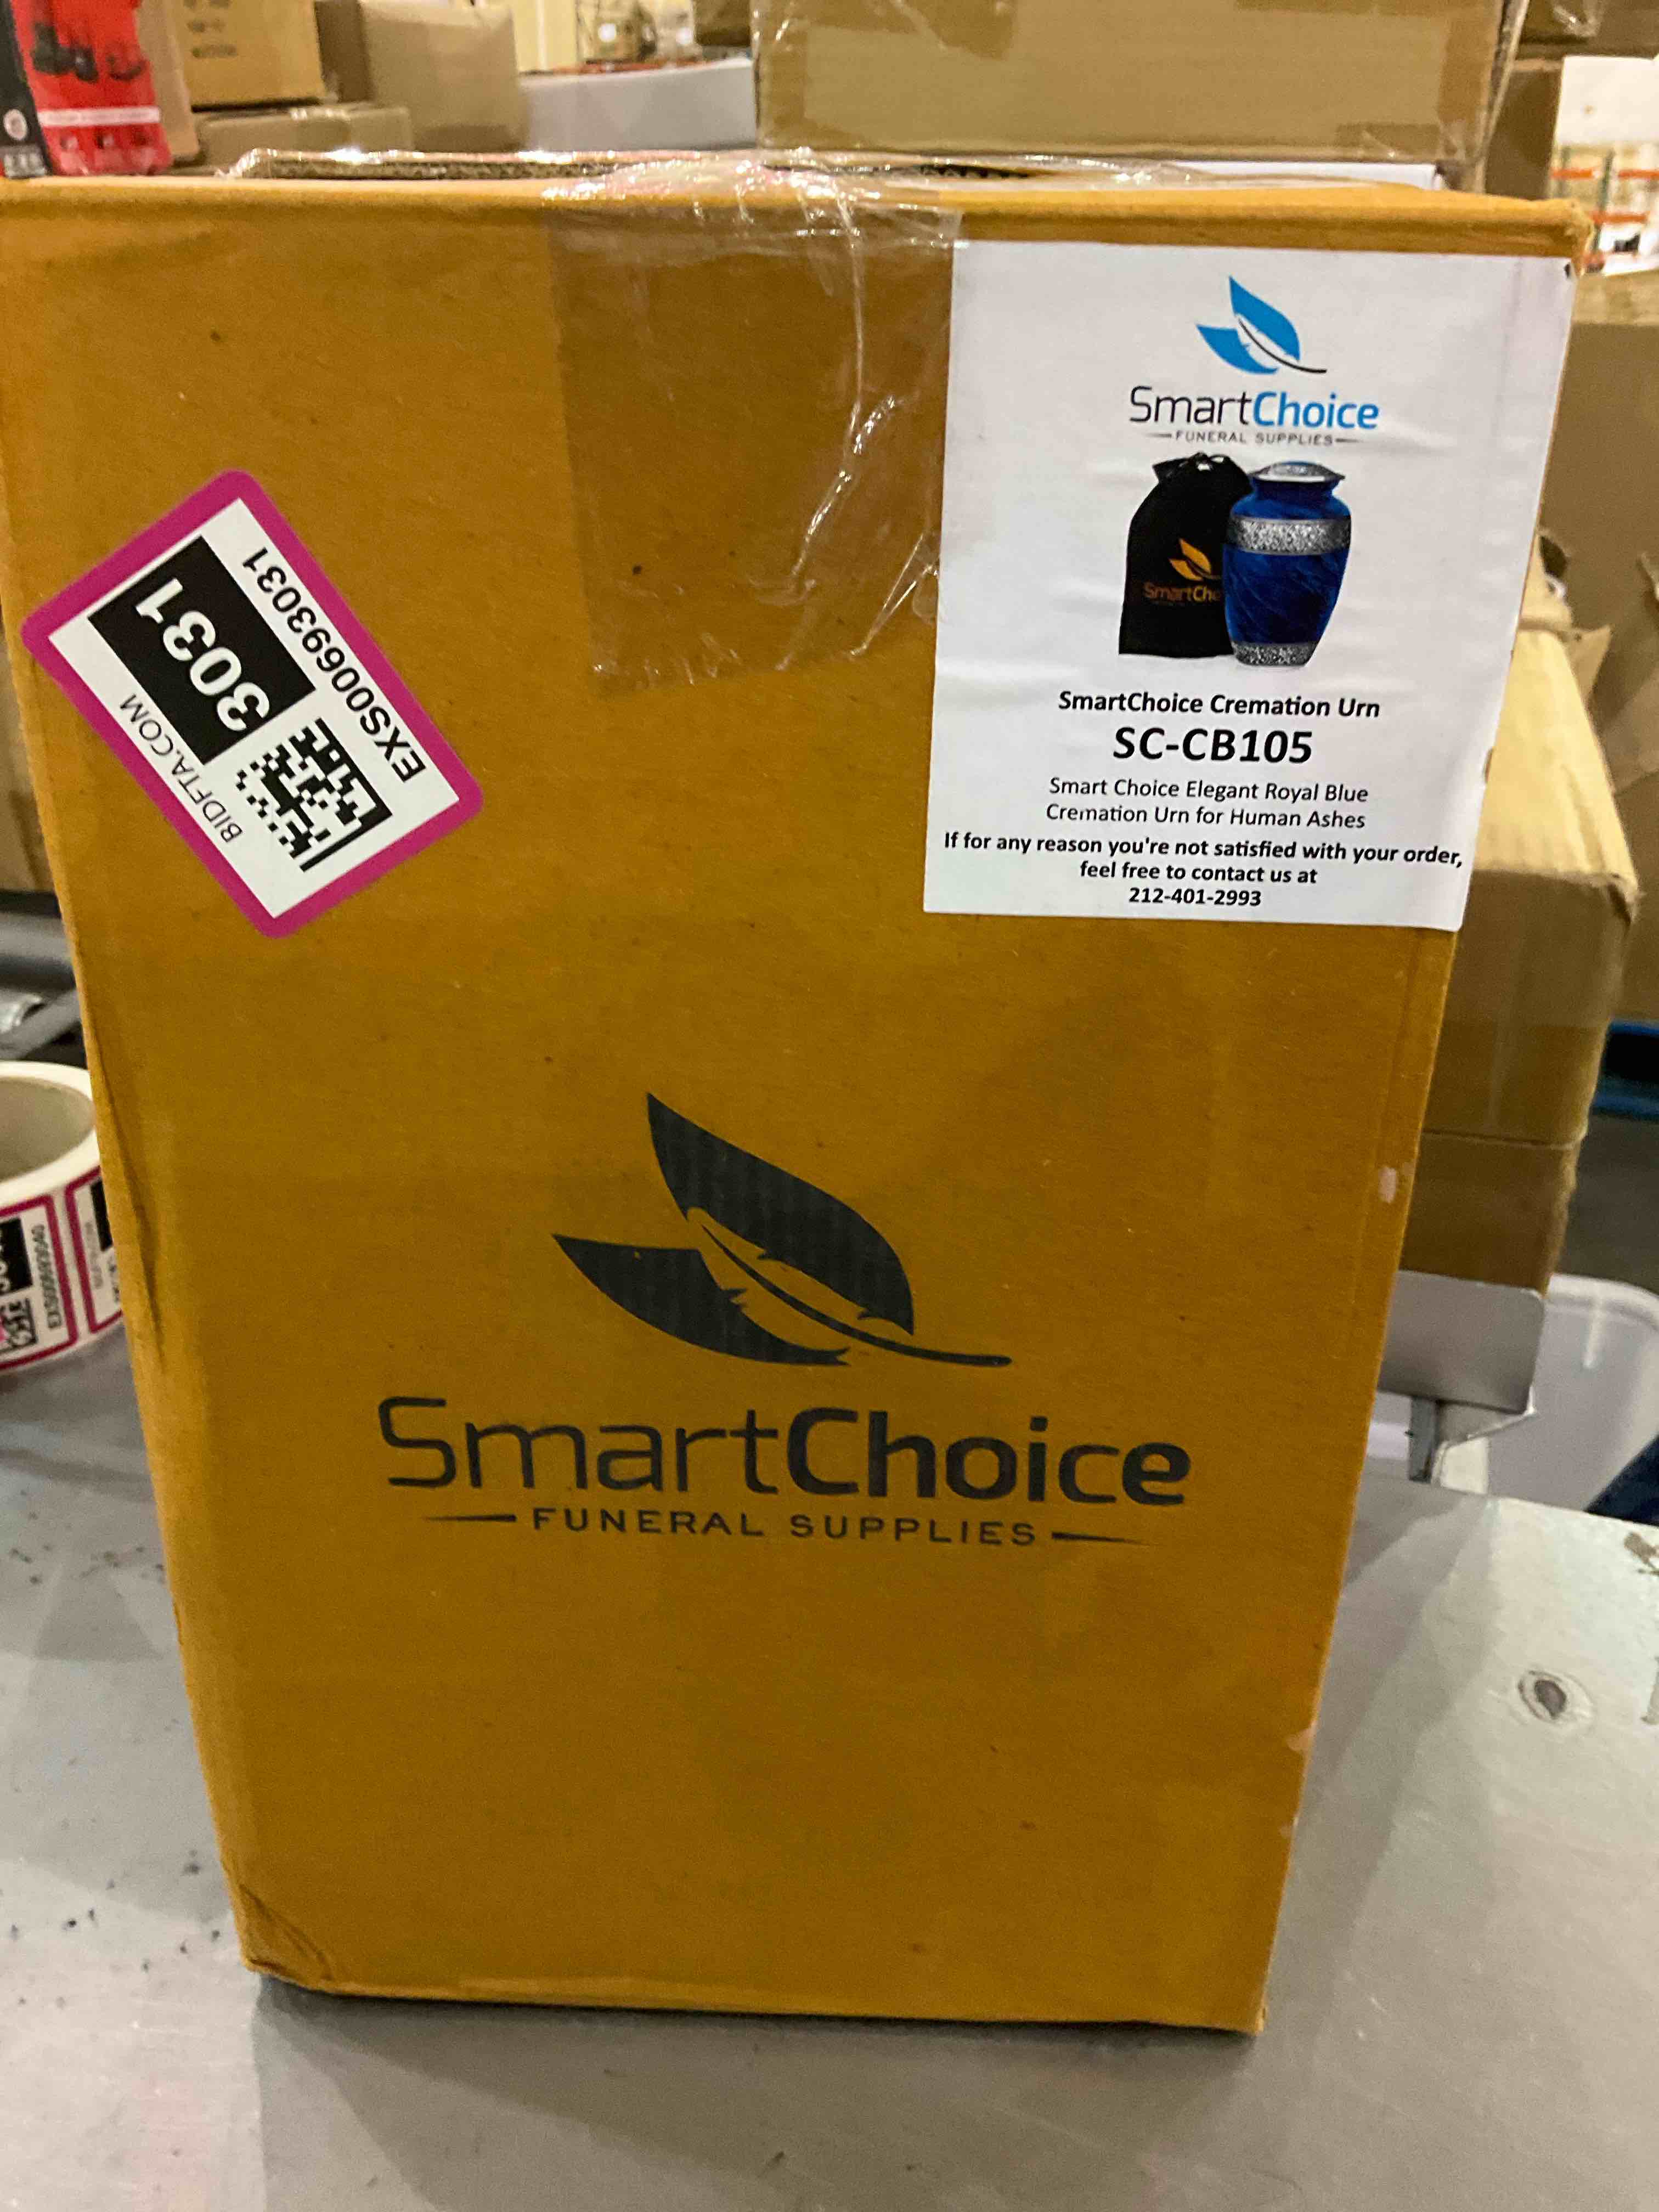 SmartChoice
FUNERAL SUPPLIES
SmartCho
SmartChoice Cremation Urn
SC-CB105
Smart Choice Elegant Royal Blue
Cremation Urn for Human Ashes
If for any reason you're not satisfied with your order,
feel free to contact us at
212-401-2993
EXS00693031
3031
BIDFTA.COM
SmartChoice
FUNERAL SUPPLIES